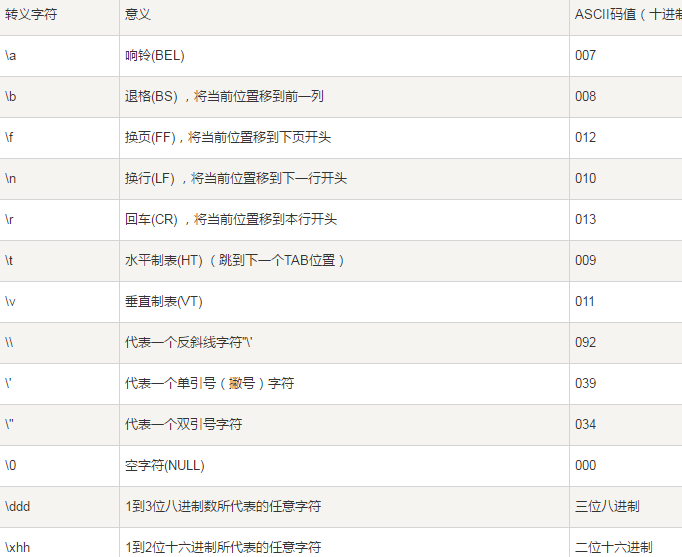 转义字符 意义 ASCII码值（十进制
\a 响铃(BEL) 007
\b 退格(BS) ，将当前位置移到前一列 008
\f 换页(FF)，将当前位置移到下页开头 012
\n 换行(LF) ，将当前位置移到下一行开头 010
\r 回车(CR) ，将当前位置移到本行开头 013
\t 水平制表(HT) （跳到下一个TAB位置） 009
\v 垂直制表(VT) 011
\\ 代表一个反斜线字符''\' 092
\' 代表一个单引号（撇号）字符 039
\" 代表一个双引号字符 034
\0 空字符(NULL) 000
\ddd 1到3位八进制数所代表的任意字符 三位八进制
\xhh 1到2位十六进制所代表的任意字符 二位十六进制